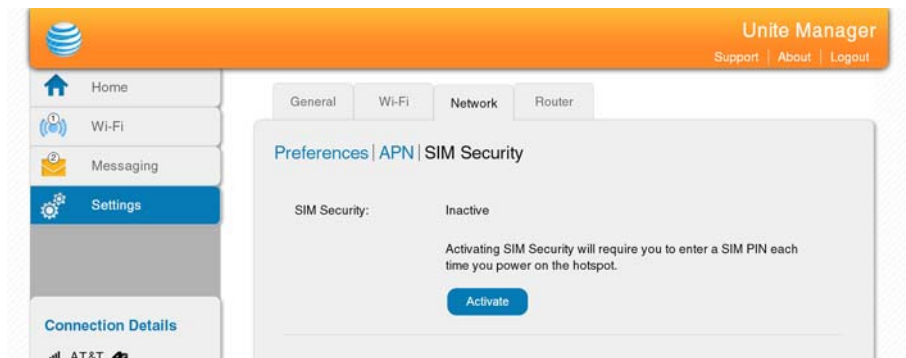 Unite Manager
Support | About | Logout
Home
General
Wi-Fi
Network
Router
1
Wi-Fi
2
Messaging
Preferences | APN | SIM Security
Settings
SIM Security:
Inactive
Activating SIM Security will require you to enter a SIM PIN each
time you power on the hotspot.
Activate
Connection Details
AT&T